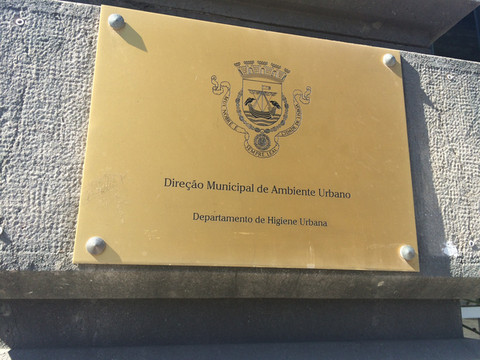 Direção Municipal de Ambiente Urbano
Departamento de Higiene Urbana